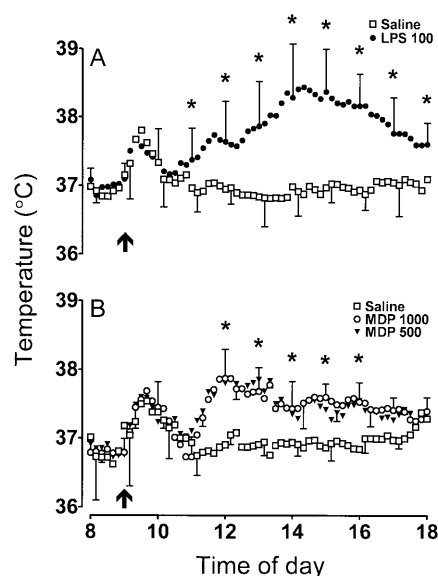 39
38
37
36
A
Saline
LPS 100
* * * * * * * *
Temperature (°C)
39
38
37
36
B
Saline
MDP 1000
MDP 500
* * * * *
8 10 12 14 16 18
Time of day